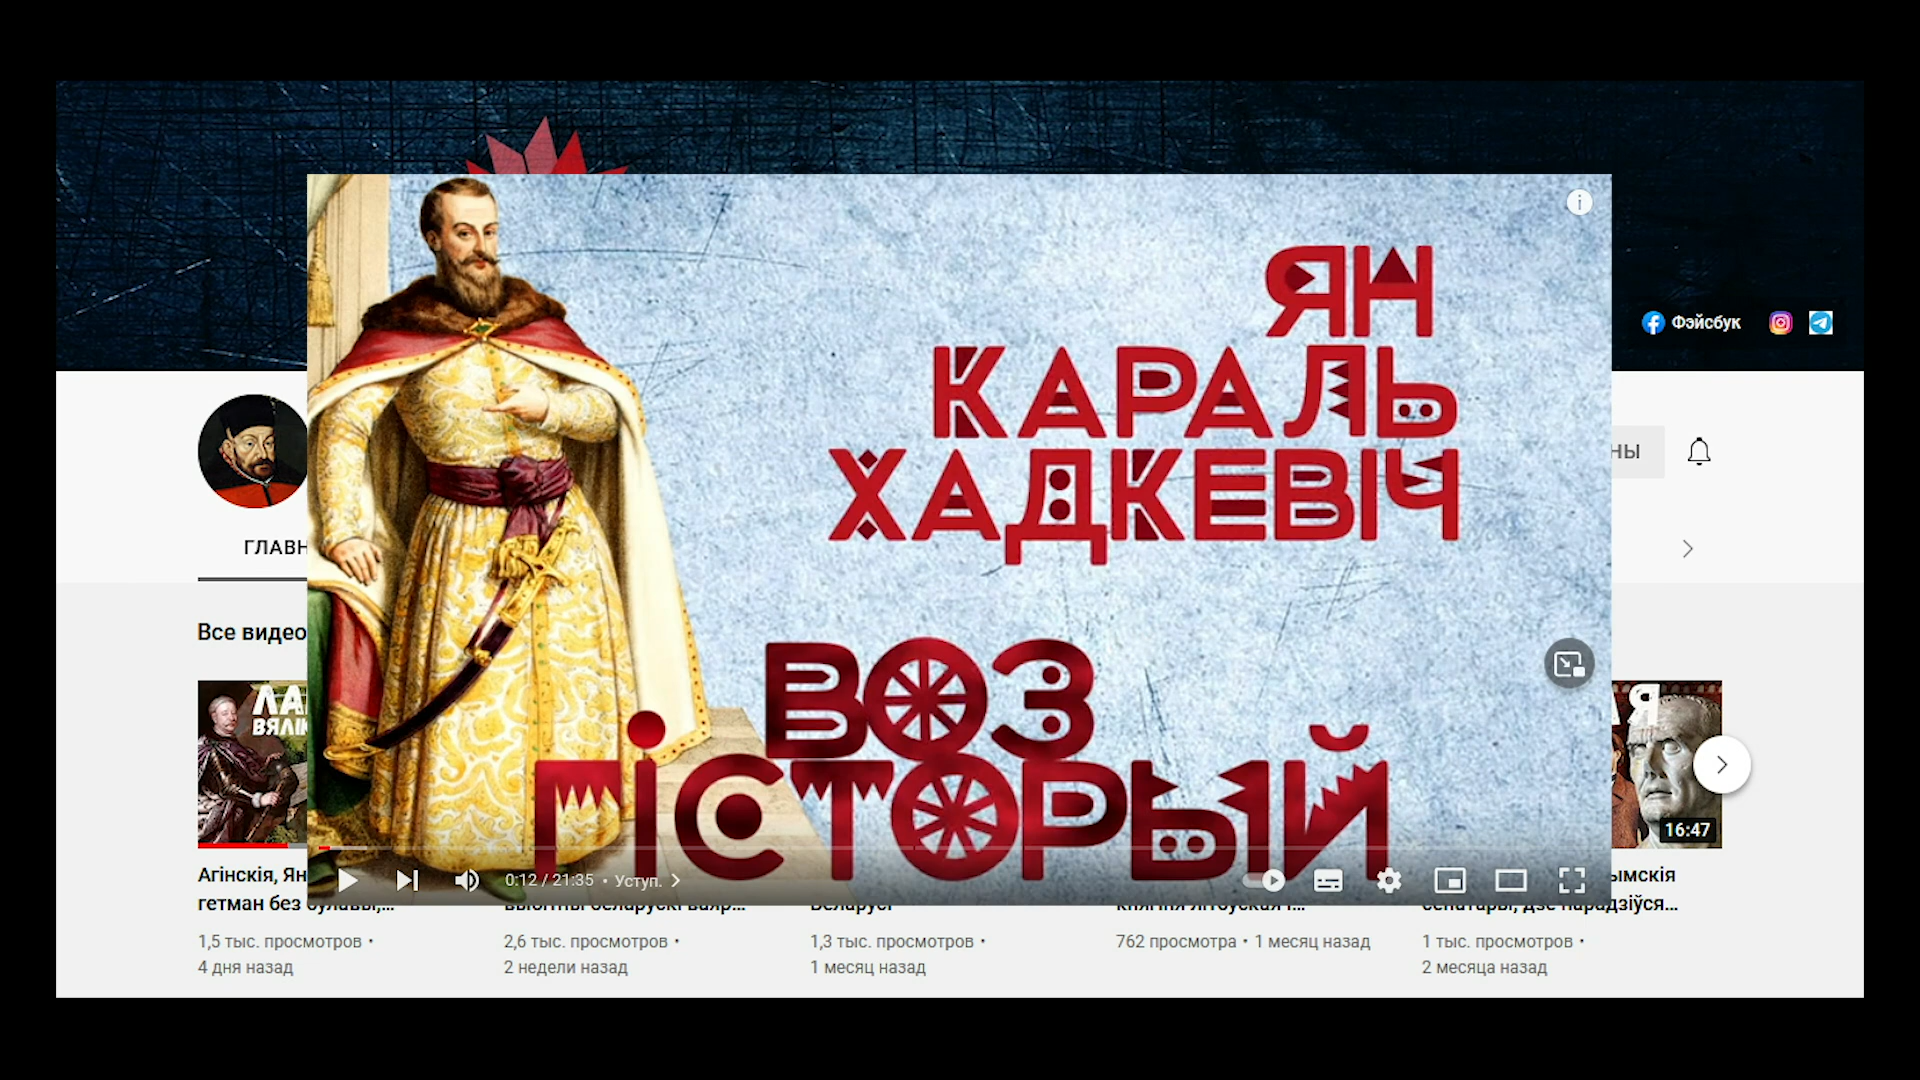 ЯН
КАРАЛЬ
ХАДКЕВІЧ
ВОЗ
ГІСТОРЫЙ
Фэйсбук
Все видео
16:47
0:12 / 21:35 • Уступ.
Агінскія, Ян
гетман без булавы,...
сенатары, дзе нарадзіўся...
1,5 тыс. просмотров •
4 дня назад
2,6 тыс. просмотров •
2 недели назад
1,3 тыс. просмотров •
1 месяц назад
762 просмотра • 1 месяц назад
1 тыс. просмотров •
2 месяца назад